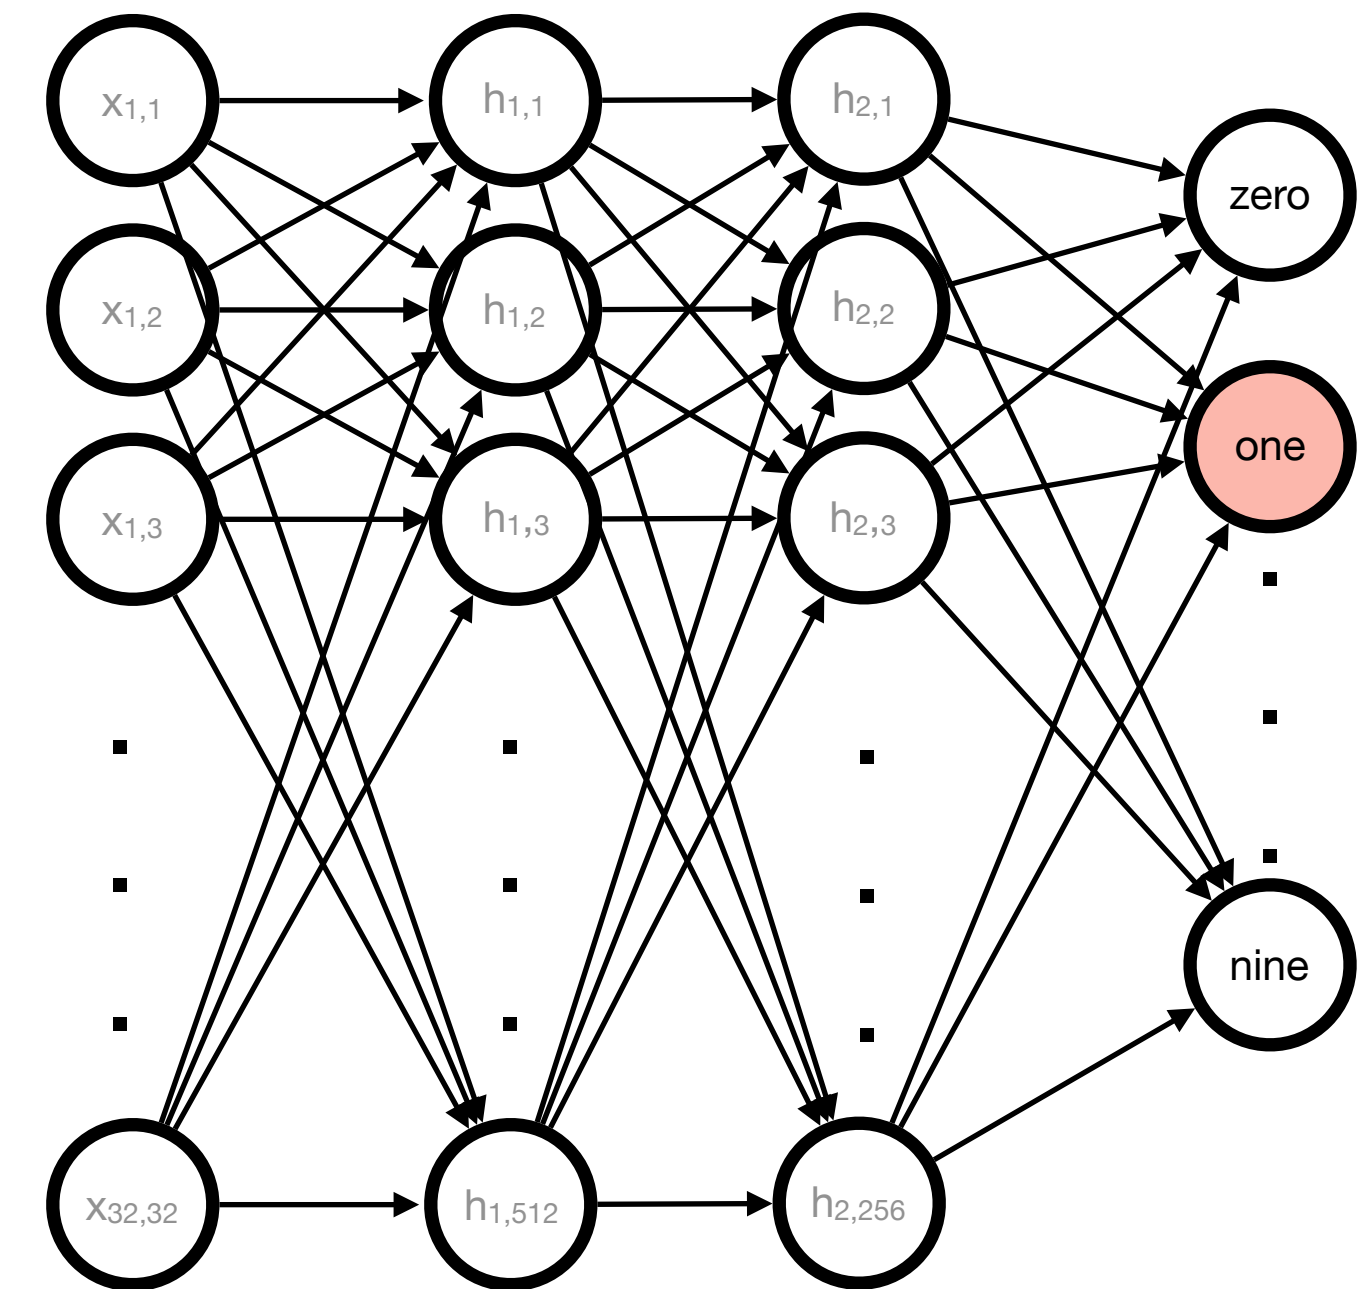 x1,1
h1,1
h2,1
zero
x1,2
h1,2
h2,2
one
x1,3
h1,3
h2,3
nine
x32,32
h1,512
h2,256